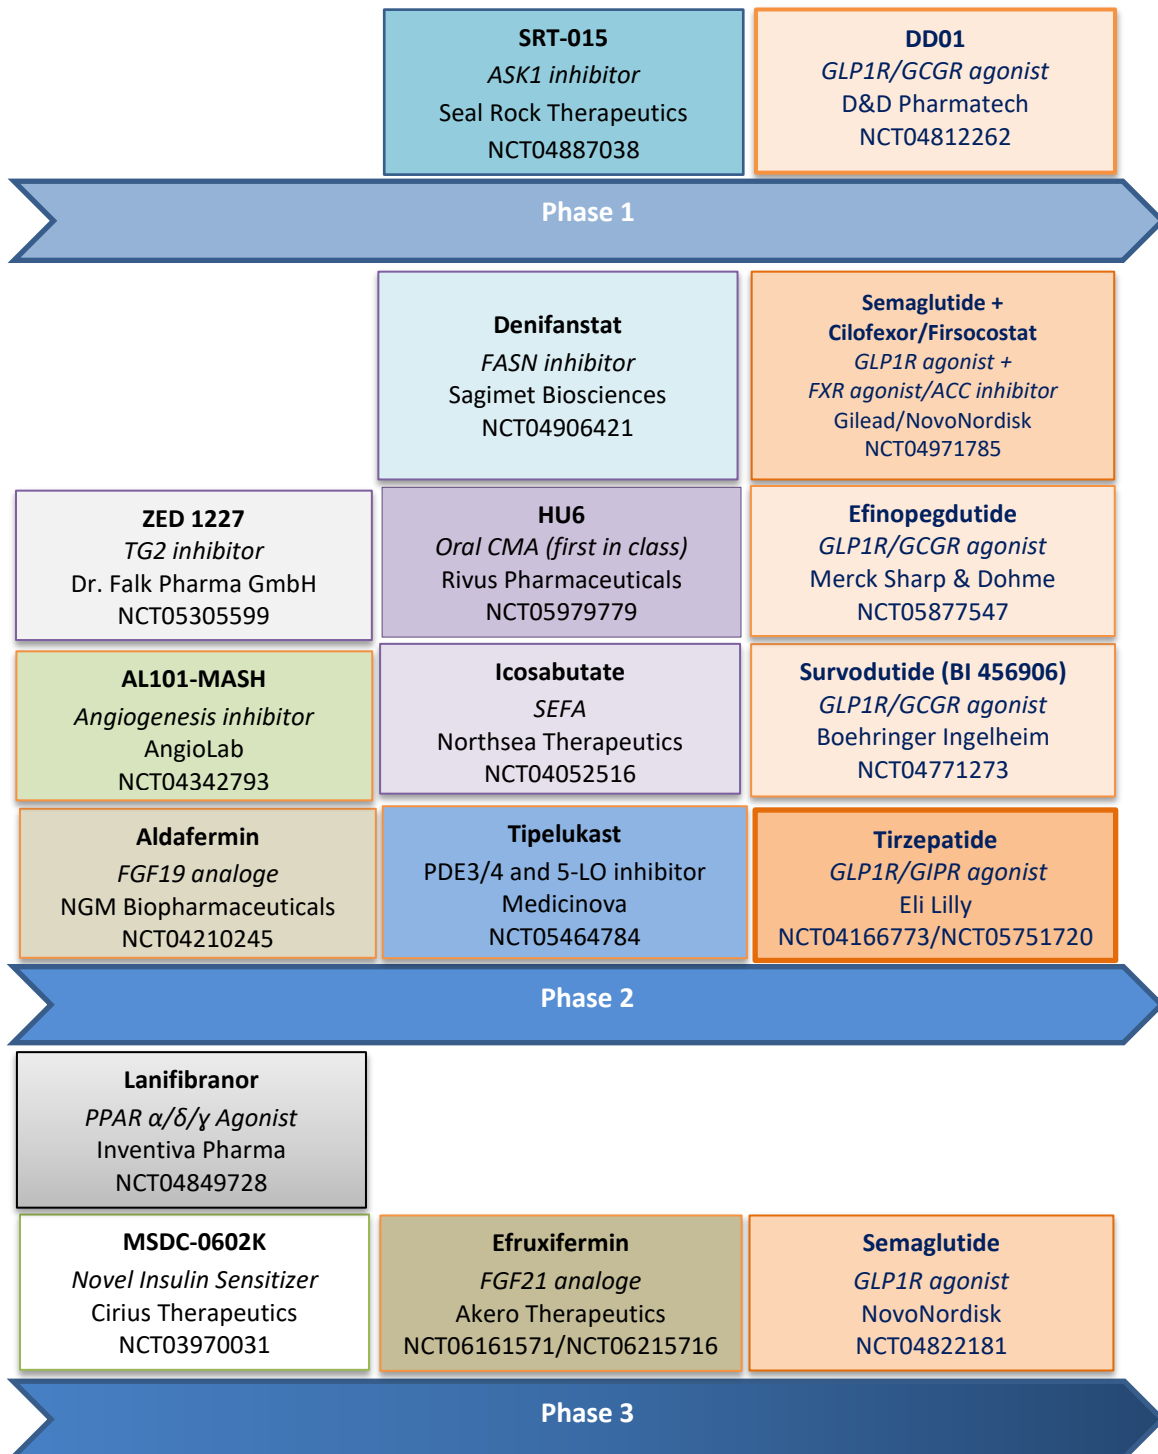 SRT-015
ASK1 inhibitor
Seal Rock Therapeutics
NCT04887038
DD01
GLP1R/GCGR agonist
D&D Pharmatech
NCT04812262
Phase 1
Denifanstat
FASN inhibitor
Sagimet Biosciences
NCT04906421
Semaglutide +
Cilofexor/Firsocostat
GLP1R agonist +
FXR agonist/ACC inhibitor
Gilead/NovoNordisk
NCT04971785
ZED 1227
TG2 inhibitor
Dr. Falk Pharma GmbH
NCT05305599
HU6
Oral CMA (first in class)
Rivus Pharmaceuticals
NCT05979779
Efinopegdutide
GLP1R/GCGR agonist
Merck Sharp & Dohme
NCT05877547
AL101-MASH
Angiogenesis inhibitor
AngioLab
NCT04342793
Icosabutate
SEFA
Northsea Therapeutics
NCT04052516
Survodutide (BI 456906)
GLP1R/GCGR agonist
Boehringer Ingelheim
NCT04771273
Aldafermin
FGF19 analoge
NGM Biopharmaceuticals
NCT04210245
Tipelukast
PDE3/4 and 5-LO inhibitor
Medicinova
NCT05464784
Tirzepatide
GLP1R/GIPR agonist
Eli Lilly
NCT04166773/NCT05751720
Phase 2
Lanifibranor
PPAR α/δ/γ Agonist
Inventiva Pharma
NCT04849728
MSDC-0602K
Novel Insulin Sensitizer
Cirius Therapeutics
NCT03970031
Efruxifermin
FGF21 analoge
Akero Therapeutics
NCT06161571/NCT06215716
Semaglutide
GLP1R agonist
NovoNordisk
NCT04822181
Phase 3